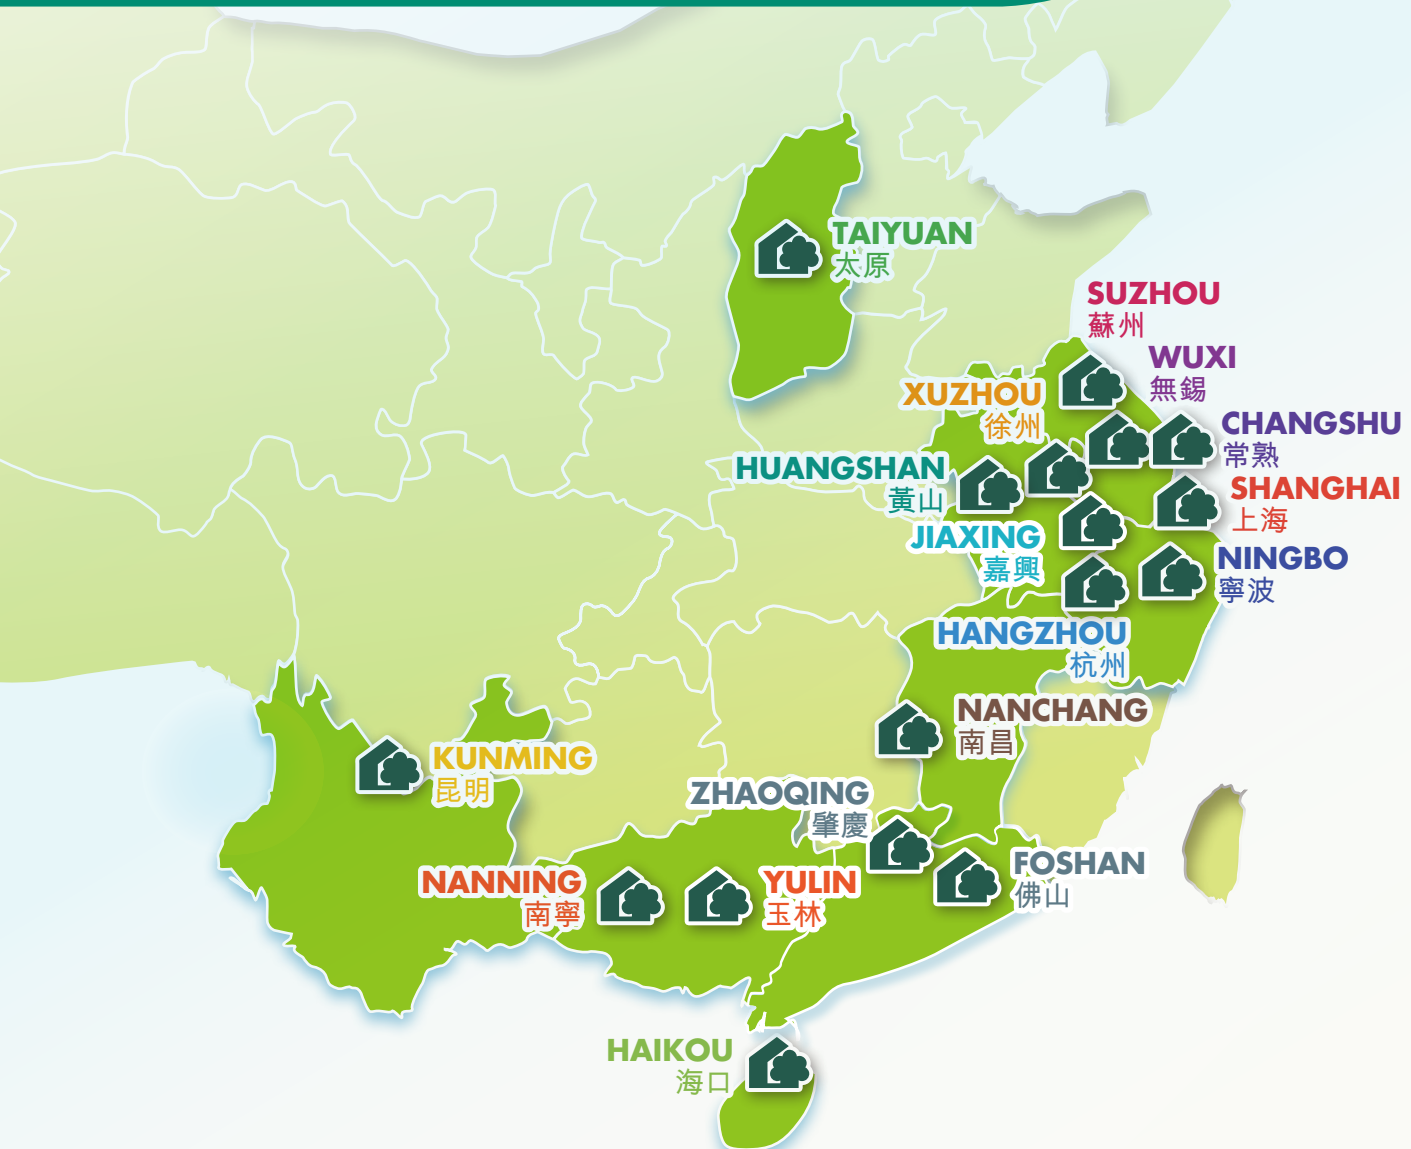 TAIYUAN
太原
SUZHOU
蘇州
WUXI
無錫
XUZHOU
徐州
CHANGSHU
常熟
HUANGSHAN
黃山
SHANGHAI
上海
JIAXING
嘉興
NINGBO
寧波
HANGZHOU
杭州
NANCHANG
南昌
KUNMING
昆明
ZHAOQING
肇慶
FOSHAN
佛山
NANNING
南寧
YULIN
玉林
HAIKOU
海口